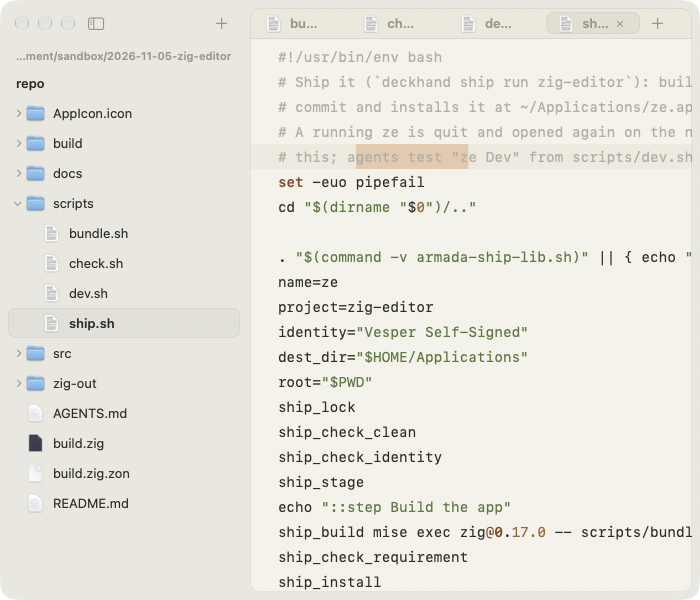 ...ment/sandbox/2026-11-05-zig-editor
repo
AppIcon.icon
build
docs
scripts
bundle.sh
check.sh
dev.sh
ship.sh
src
zig-out
AGENTS.md
build.zig
build.zig.zon
README.md
bu...
ch...
de...
sh...
#!/usr/bin/env bash
# Ship it (`deckhand ship run zig-editor`): buil
# commit and installs it at ~/Applications/ze.ap
# A running ze is quit and opened again on the n
# this; agents test "ze Dev" from scripts/dev.sh
set -euo pipefail
cd "$(dirname "$0")/.."
. "$(command -v armada-ship-lib.sh)" || { echo "
name=ze
project=zig-editor
identity="Vesper Self-Signed"
dest_dir="$HOME/Applications"
root="$PWD"
ship_lock
ship_check_clean
ship_check_identity
ship_stage
echo "::step Build the app"
ship_build mise exec zig@0.17.0 -- scripts/bundl
ship_check_requirement
ship_install